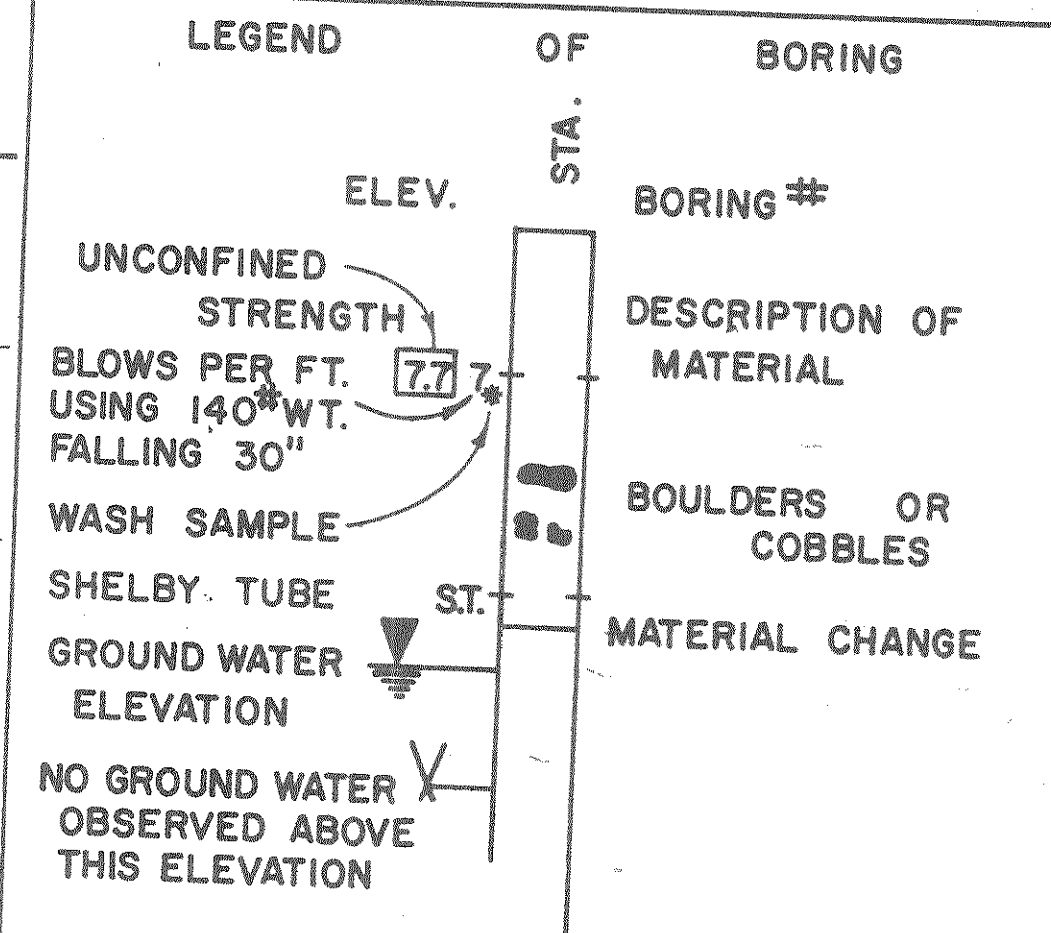 LEGEND OF BORING
STA.
ELEV.
BORING #
UNCONFINED
STRENGTH
DESCRIPTION OF
MATERIAL
7.7 7*
BLOWS PER FT.
USING 140# WT.
FALLING 30"
WASH SAMPLE
BOULDERS OR
COBBLES
SHELBY TUBE
S.T.
MATERIAL CHANGE
GROUND WATER
ELEVATION
NO GROUND WATER
OBSERVED ABOVE
THIS ELEVATION